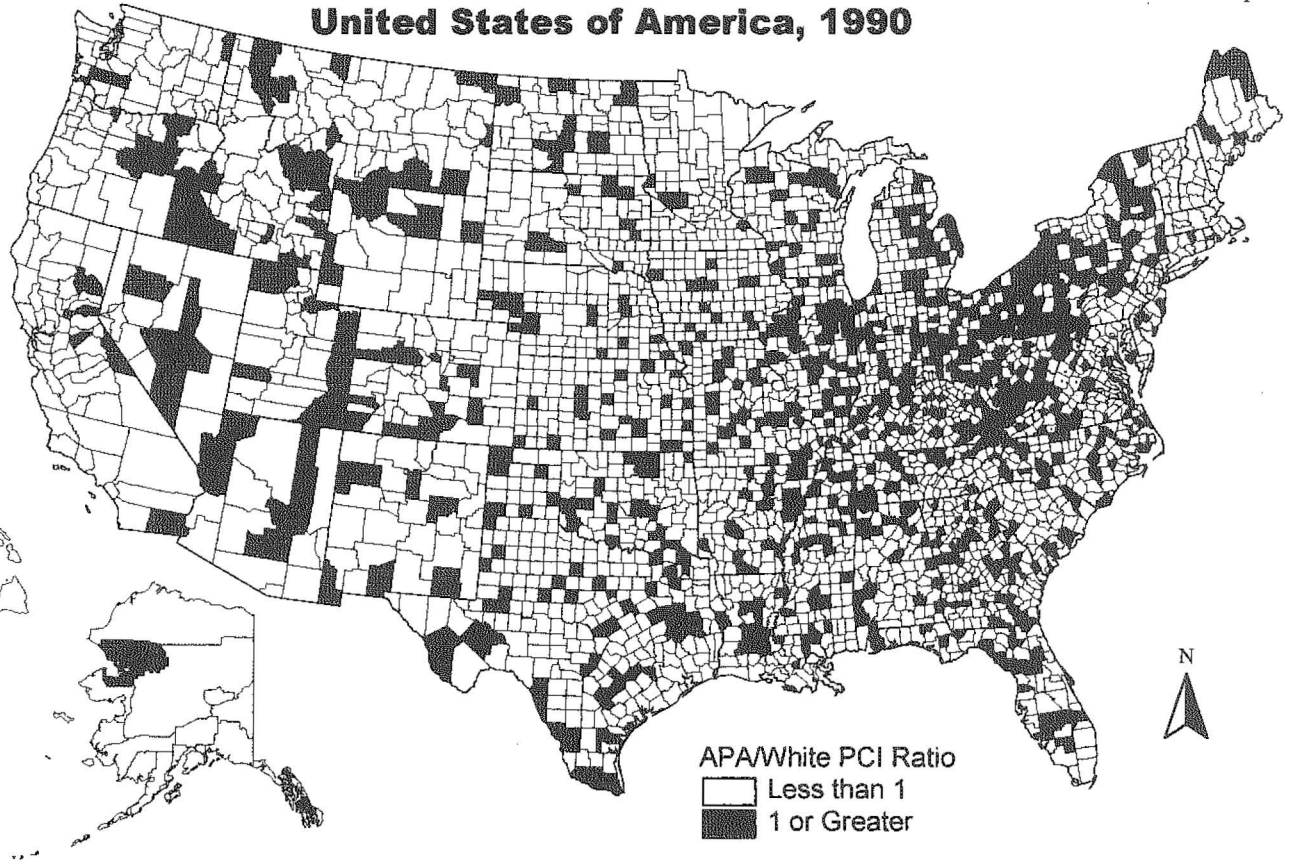 United States of America, 1990
N
APA/White PCI Ratio
Less than 1
1 or Greater